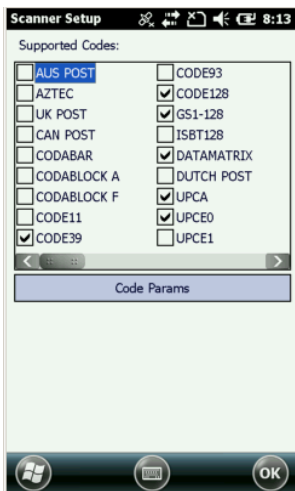 Scanner Setup 8:13
Supported Codes:
AUS POST
AZTEC
UK POST
CAN POST
CODABAR
CODABLOCK A
CODABLOCK F
CODE11
CODE39
CODE93
CODE128
GS1-128
ISBT128
DATAMATRIX
DUTCH POST
UPCA
UPCE0
UPCE1
Code Params
OK